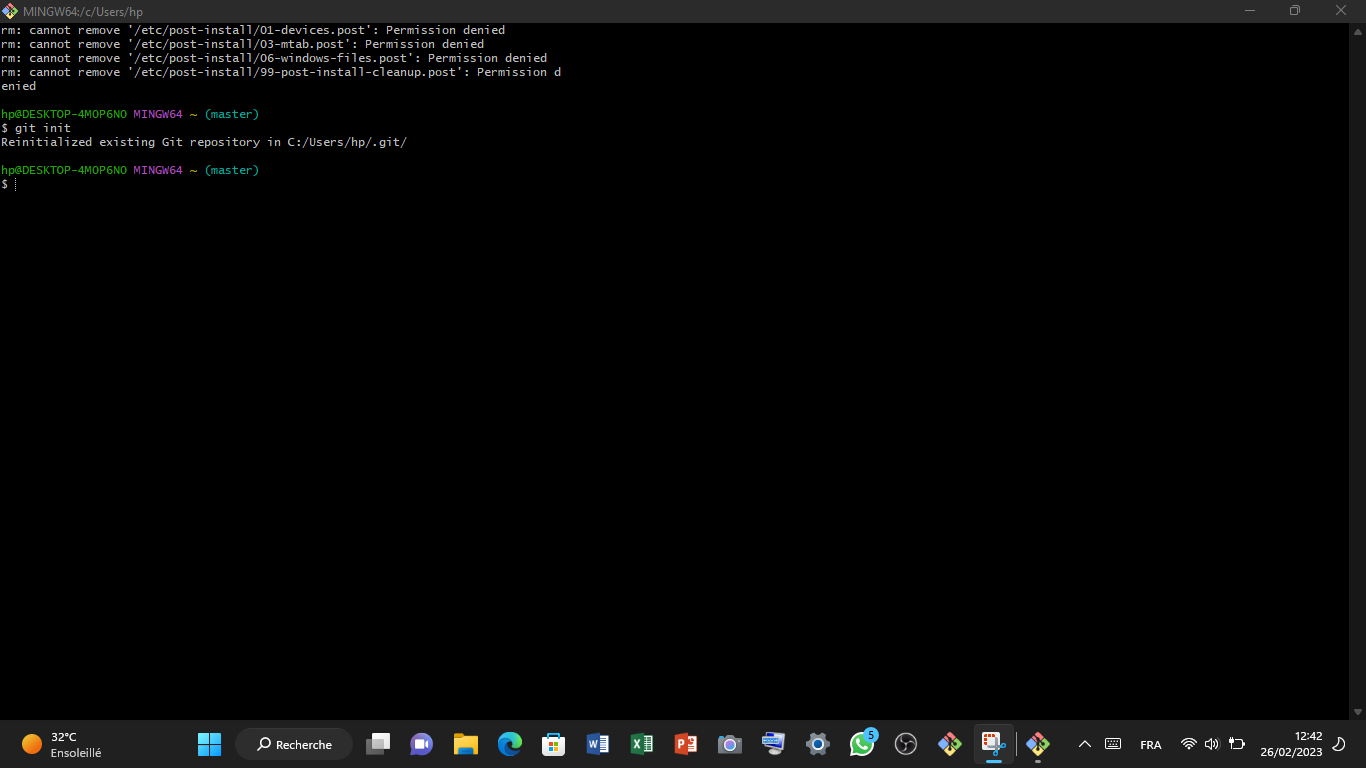 MINGW64:/c/Users/hp
rm: cannot remove '/etc/post-install/01-devices.post': Permission denied
rm: cannot remove '/etc/post-install/03-mtab.post': Permission denied
rm: cannot remove '/etc/post-install/06-windows-files.post': Permission denied
rm: cannot remove '/etc/post-install/99-post-install-cleanup.post': Permission d
enied
hp@DESKTOP-4MOP6NO MINGW64 ~ (master)
$ git init
Reinitialized existing Git repository in C:/Users/hp/.git/
hp@DESKTOP-4MOP6NO MINGW64 ~ (master)
$
32°C
Ensoleillé
Recherche
W
X
P
5
FRA
12:42
26/02/2023